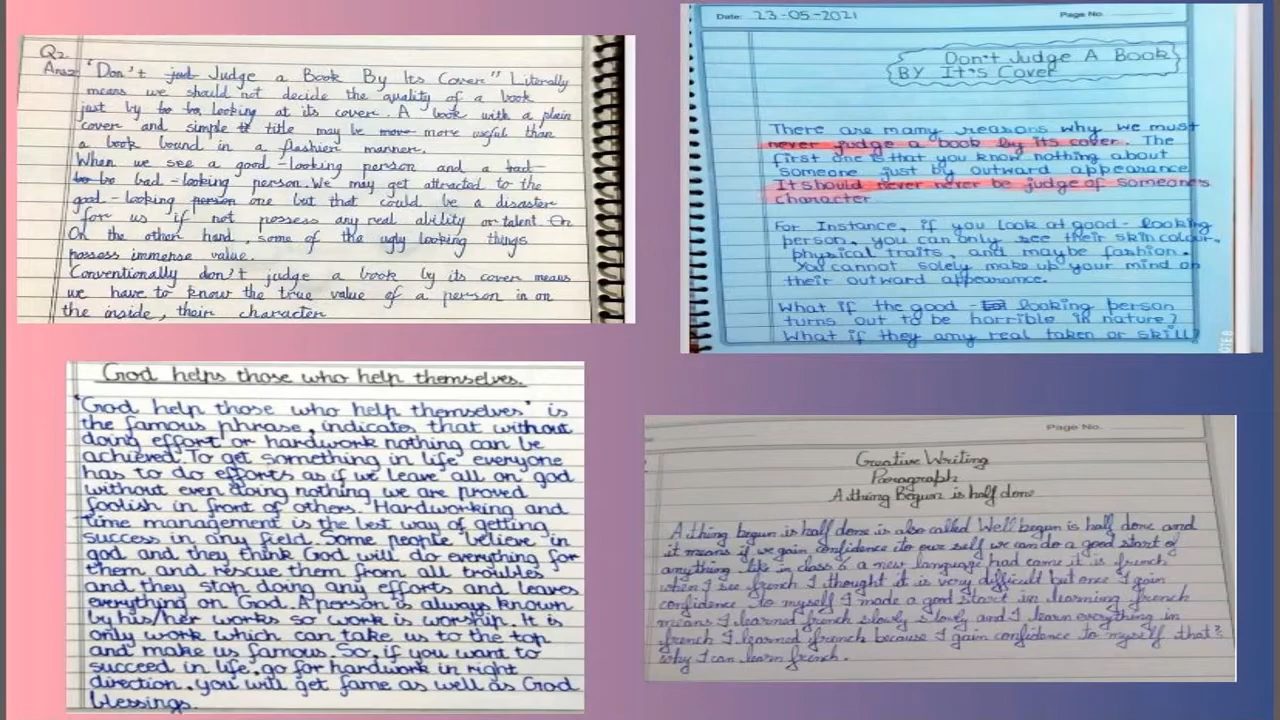 Q2
Ans2 "Don't jud Judge a Book By Its Cover" Literally
means we should not decide the quality of a book
just by to be looking at its cover. A book with a plain
cover and simple tt title may be more more useful than
a book bound in a flashier manner.
When we see a good-looking person and a bad-
to be bad-looking person. We may get attracted to the
good-looking person one but that could be a disaster
for us if not possess any real ability or talent On
On the other hand, some of the ugly looking things
possess immense value.
Conventionally don't judge a book by its cover means
we have to know the true value of a person in on
the inside, their character
Date: 23-05-2021 Page No.
Don't Judge A Book
BY It's Cover
There are many reasons why we must
never judge a book by its cover. The
first one is that you know nothing about
someone just by outward appearance
It should never never be judge of someone's
character
For Instance, if you look at good-looking
person, you can only see their skin colour,
physical traits, and maybe fashion.
You cannot solely make up your mind on
their outward appearance.
What if the good - looking person
turns out to be horrible in nature?
What if they any real taken or skill?
God helps those who help themselves.
"God help those who help themselves" is
the famous phrase, indicates that without
doing effort or hardwork nothing can be
achieved. To get something in life everyone
has to do efforts as if we leave all on god
without even doing nothing we are proved
foolish in front of others. Hardworking and
time management is the best way of getting
success in any field. Some people believe in
god and they think God will do everything for
them and rescue them from all troubles
and they stop doing any efforts and leaves
everything on God. A person is always known
by his/her works so work is worship. It is
only work which can take us to the top
and make us famous. So, if you want to
succeed in life, go for hardwork in right
direction. you will get fame as well as God
blessings.
Page No.
Creative Writing
Paragraph
A thing Begun is half done
A thing begun is half done is also called Well begun is half done and
it means if we gain confidence to our self we can do a good start of
anything like in class 6 a new language had came it is french
when I see french I thought it is very difficult but once I gain
confidence to myself I made a good start in learning french
means I learned french slowly slowly and I learn everything in
french I learned french because I gain confidence to myself that's
why I can learn french.